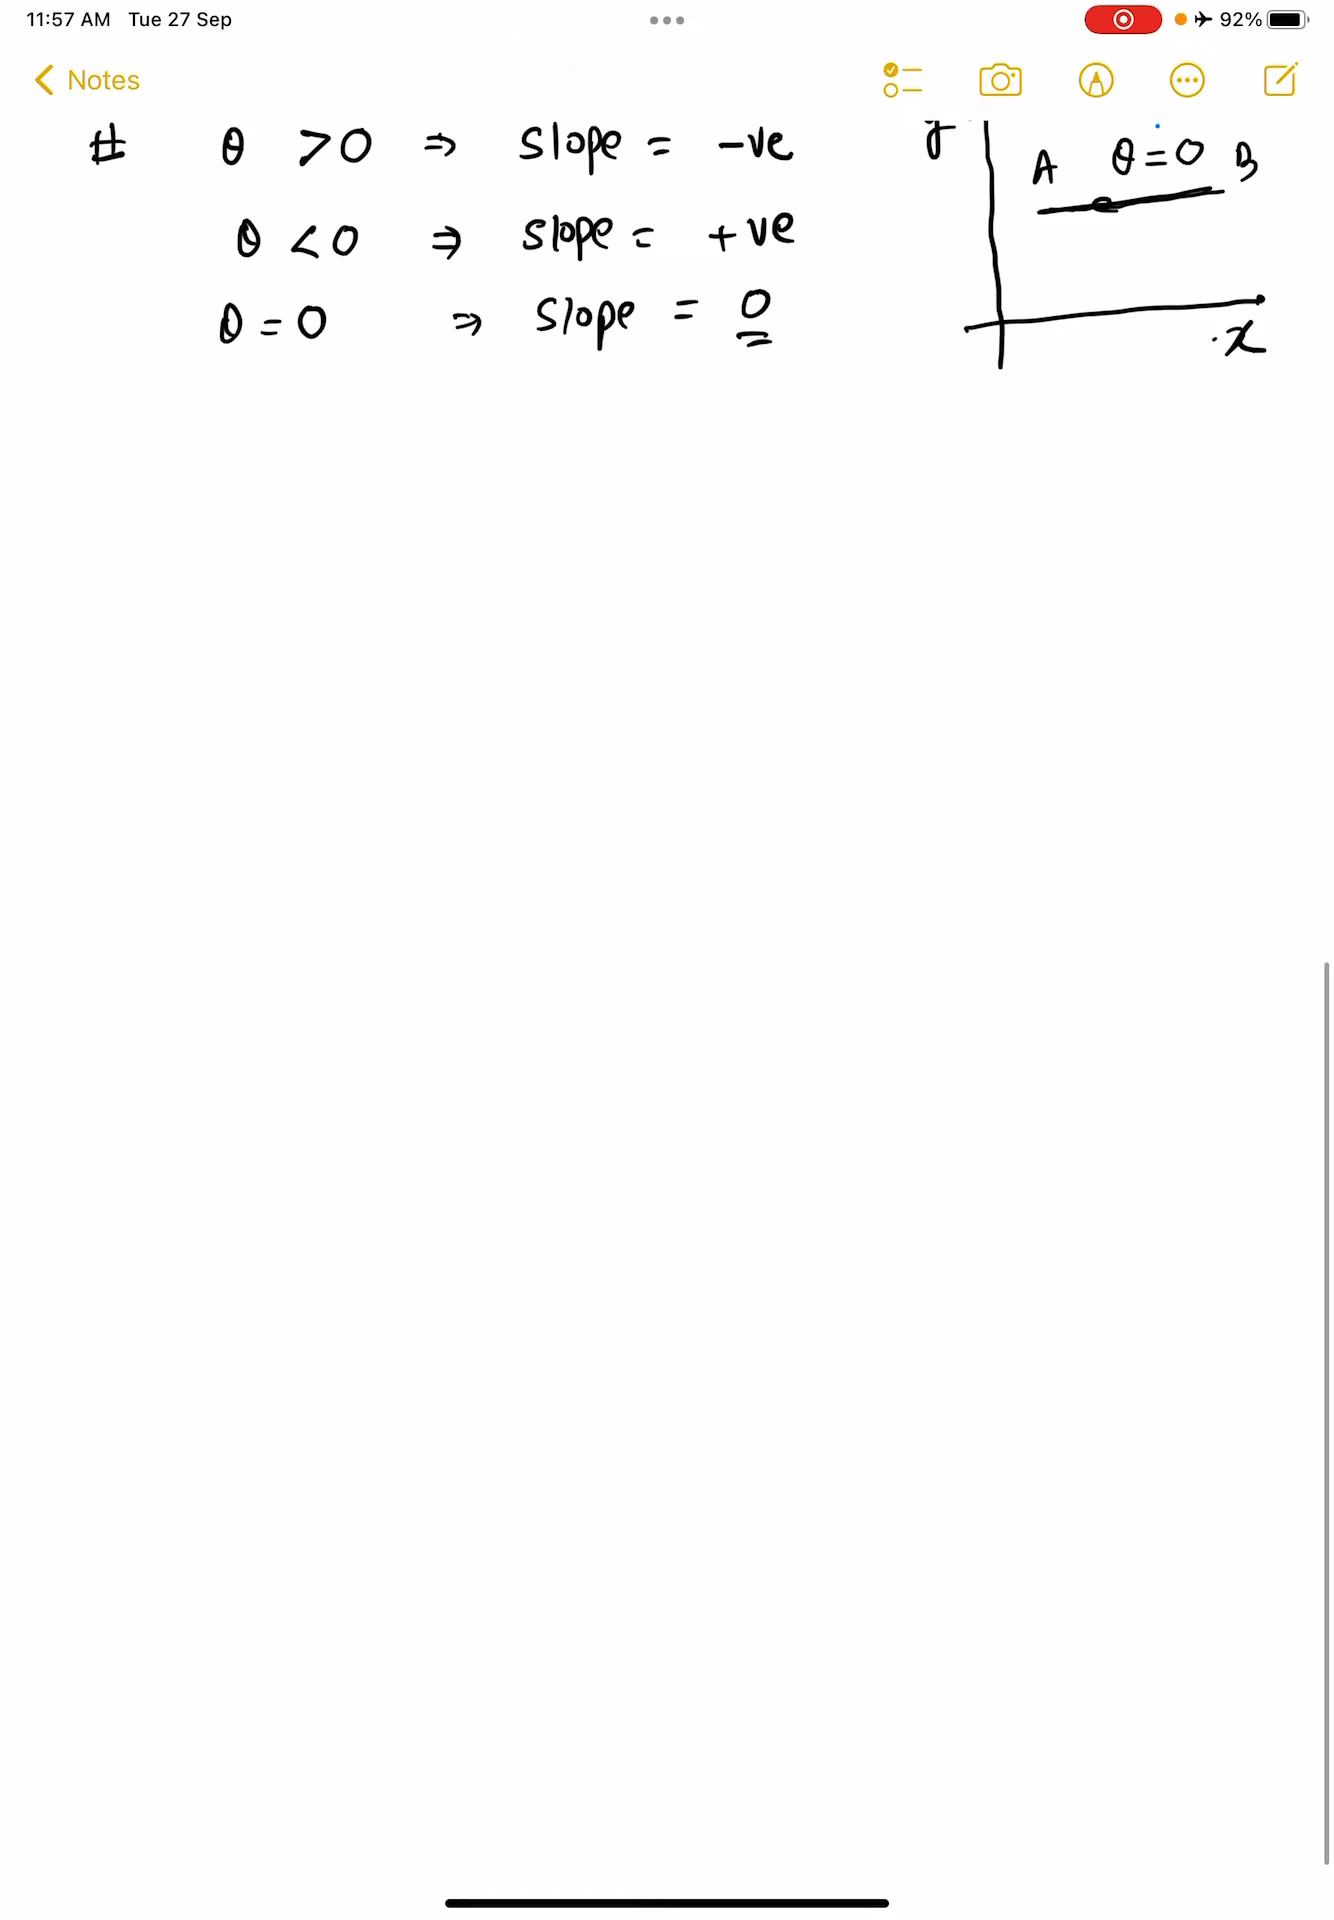 11:57 AM Tue 27 Sep 92%
Notes
# θ > 0 ⇒ slope = -ve
θ < 0 ⇒ slope = +ve
θ = 0 ⇒ slope = 0
y
A θ = 0 B
x